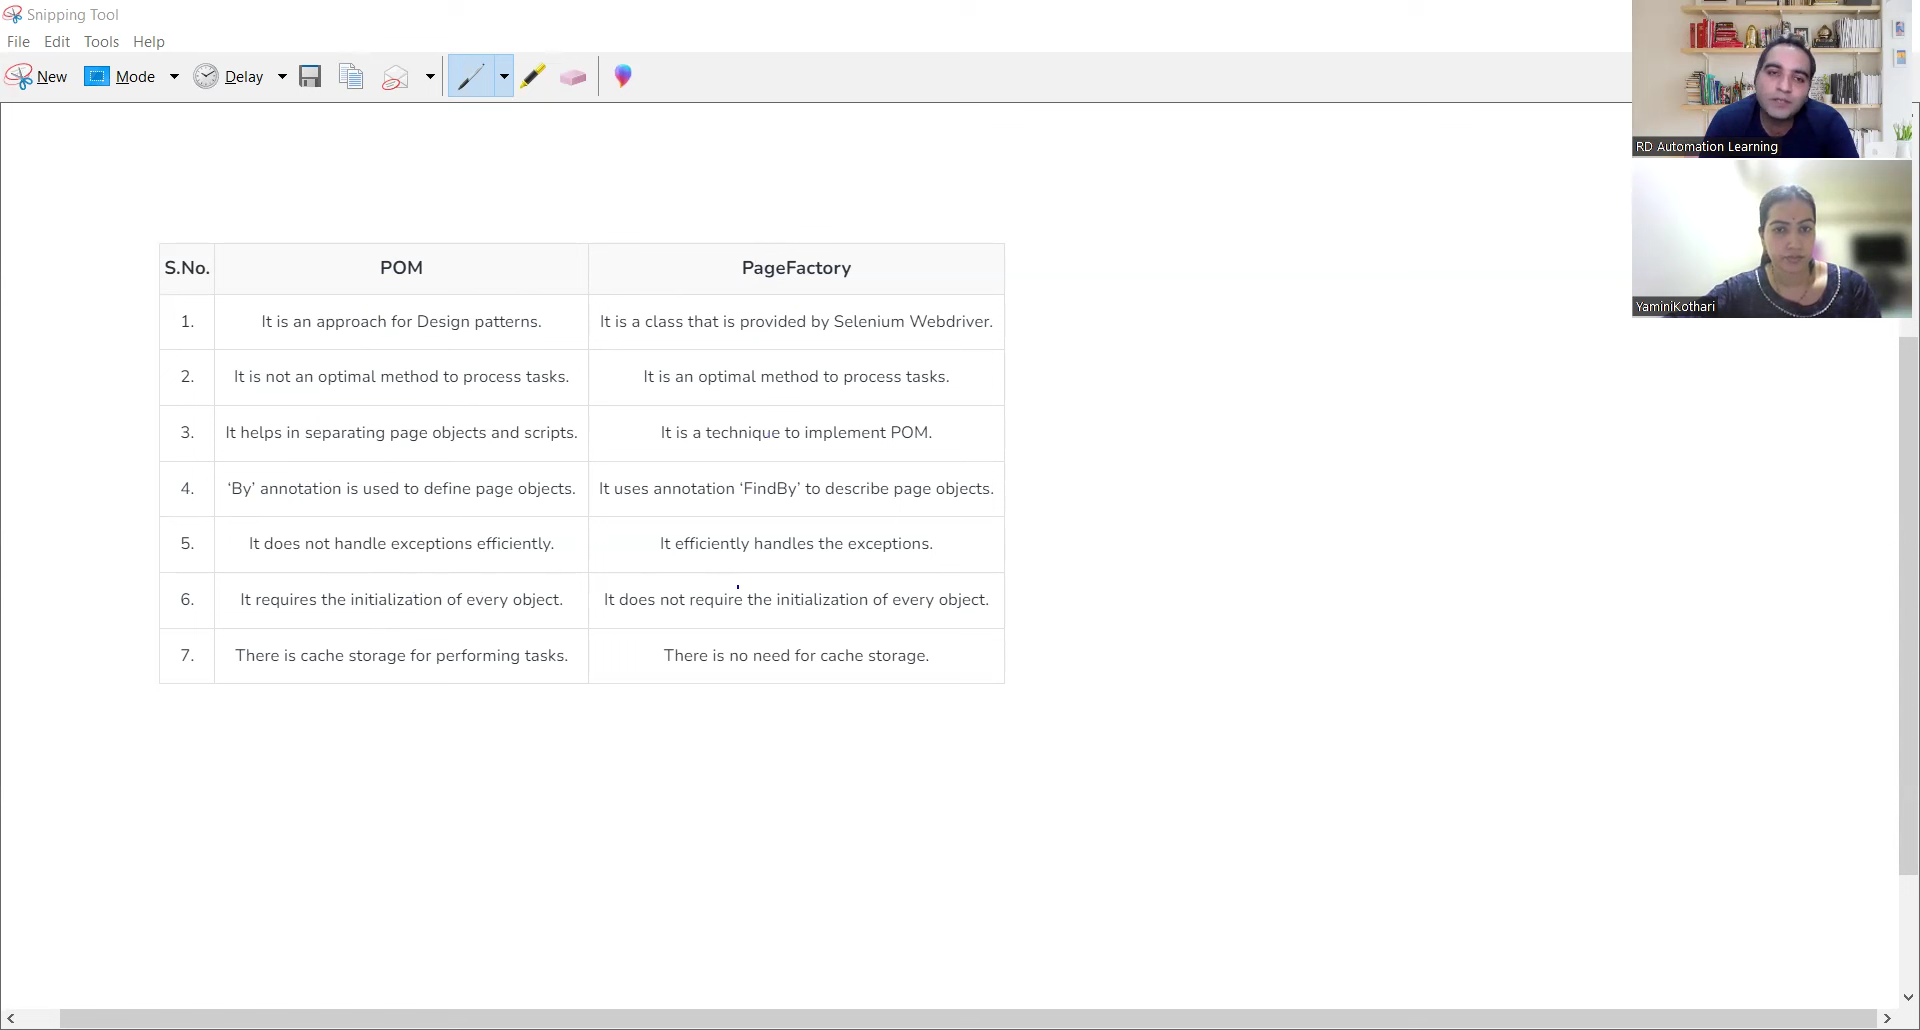 Snipping Tool
File Edit Tools Help
New Mode Delay
RD Automation Learning
YaminiKothari
S.No. POM PageFactory
1. It is an approach for Design patterns. It is a class that is provided by Selenium Webdriver.
2. It is not an optimal method to process tasks. It is an optimal method to process tasks.
3. It helps in separating page objects and scripts. It is a technique to implement POM.
4. ‘By’ annotation is used to define page objects. It uses annotation ‘FindBy’ to describe page objects.
5. It does not handle exceptions efficiently. It efficiently handles the exceptions.
6. It requires the initialization of every object. It does not require the initialization of every object.
7. There is cache storage for performing tasks. There is no need for cache storage.